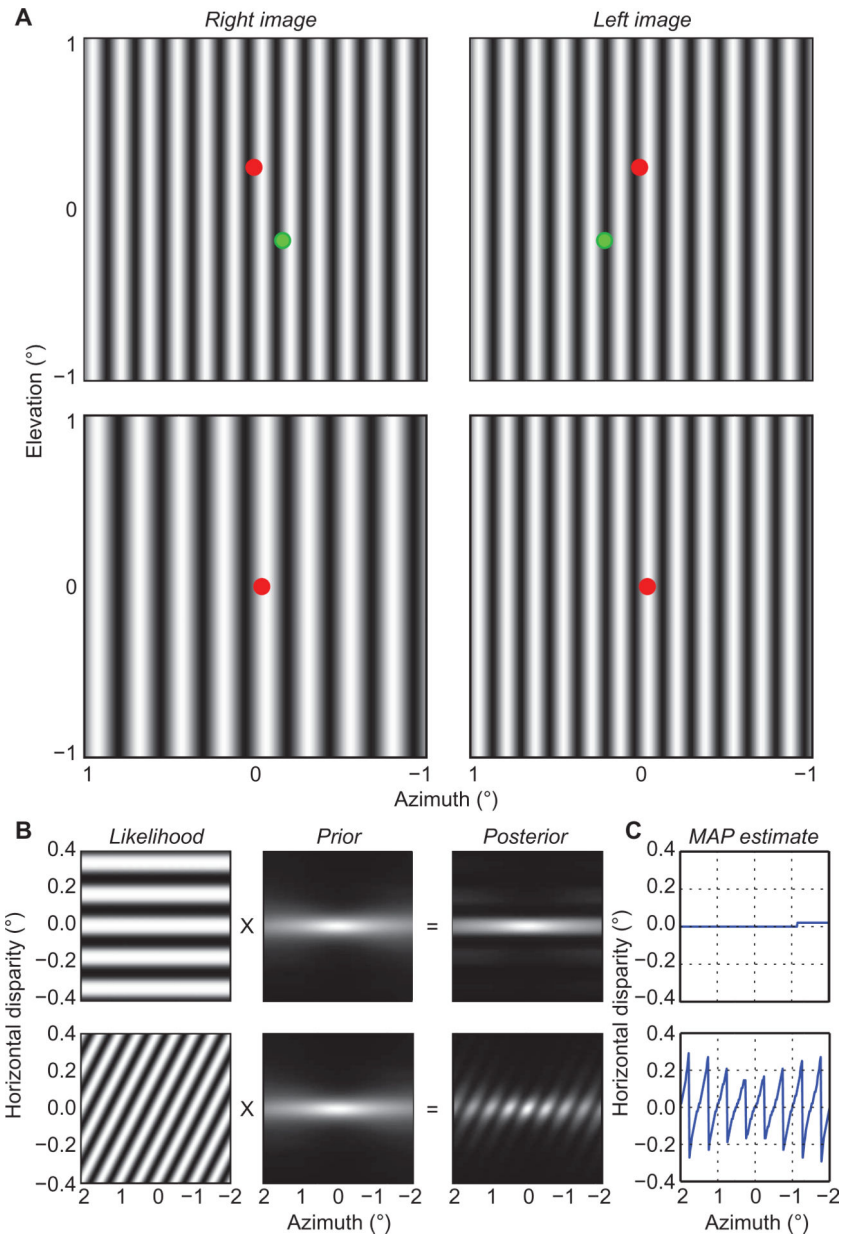 A
Right image
Left image
1
0
−1
Elevation (°)
1
0
−1
1
0
−1
1
0
−1
Azimuth (°)
B
Likelihood
Prior
Posterior
C
MAP estimate
0.4
0.2
0.0
−0.2
−0.4
X
=
0.4
0.2
0.0
−0.2
−0.4
Horizontal disparity (°)
Horizontal disparity (°)
0.4
0.2
0.0
−0.2
−0.4
X
=
0.4
0.2
0.0
−0.2
−0.4
2 1 0 −1 −2
2 1 0 −1 −2
2 1 0 −1 −2
2 1 0 −1 −2
Azimuth (°)
Azimuth (°)